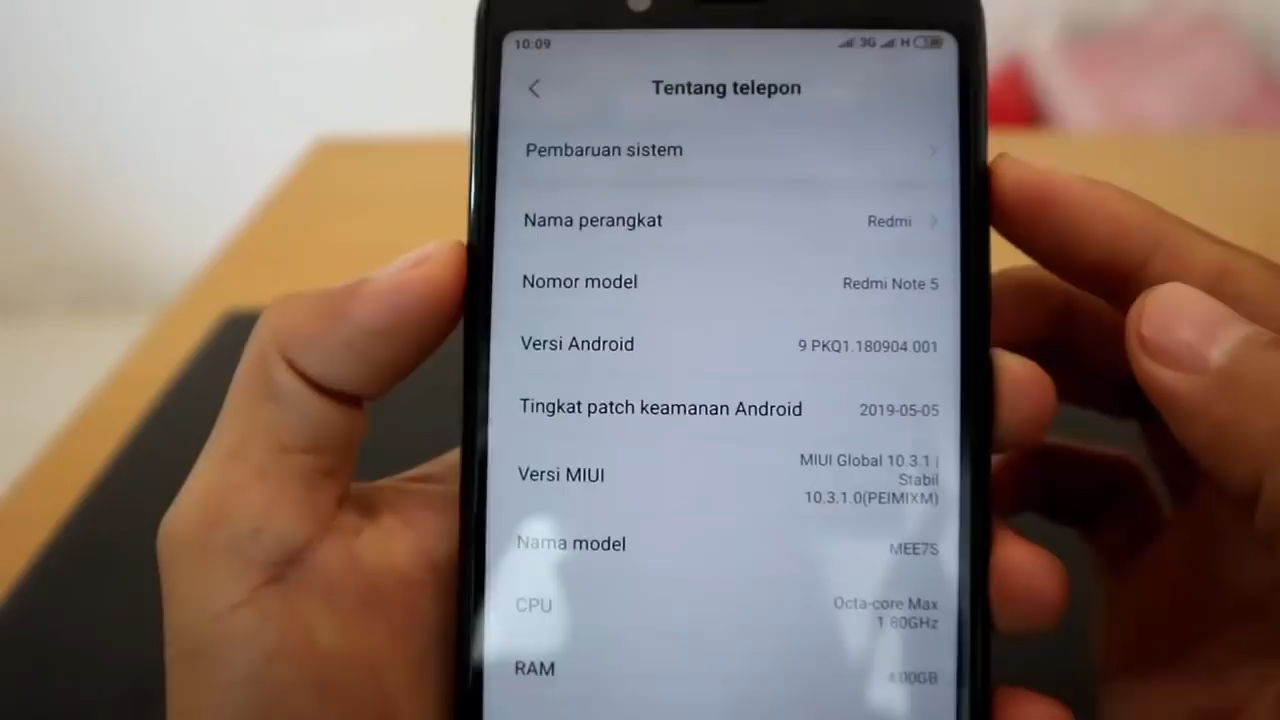 10:09 3G H
Tentang telepon
Pembaruan sistem
Nama perangkat Redmi
Nomor model Redmi Note 5
Versi Android 9 PKQ1.180904.001
Tingkat patch keamanan Android 2019-05-05
Versi MIUI MIUI Global 10.3.1 |
Stabil
10.3.1.0(PEIMIXM)
Nama model MEE7S
CPU Octa-core Max
1.80GHz
RAM